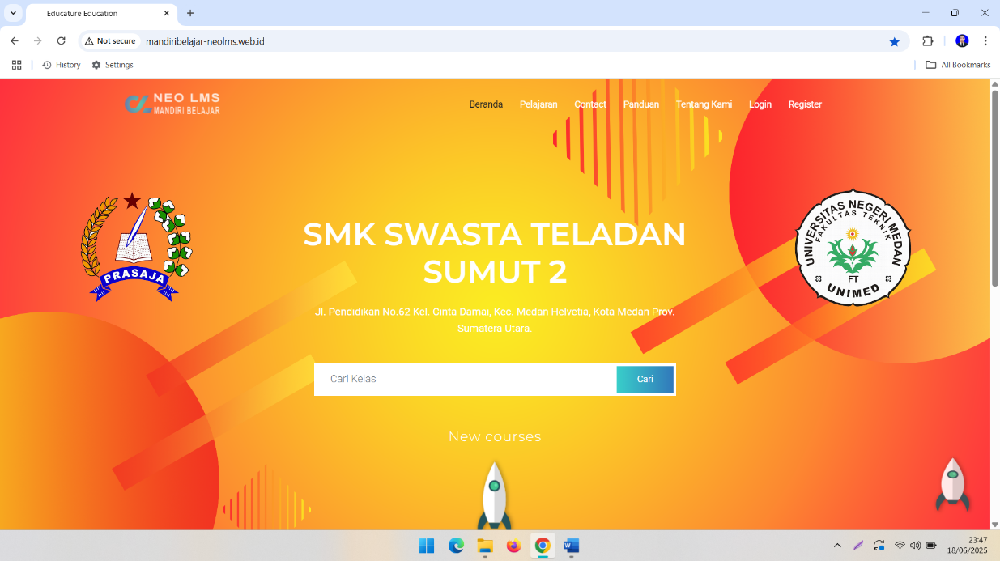 Educature Education
Not secure
mandiribelajar-neolms.web.id
History
Settings
All Bookmarks
NEO LMS
MANDIRI BELAJAR
Beranda
Pelajaran
Contact
Panduan
Tentang Kami
Login
Register
PRASAJA
UNIVERSITAS NEGERI MEDAN
FAKULTAS TEKNIK
FT
UNIMED
SMK SWASTA TELADAN
SUMUT 2
Jl. Pendidikan No.62 Kel. Cinta Damai, Kec. Medan Helvetia, Kota Medan Prov.
Sumatera Utara.
Cari Kelas
Cari
New courses
23:47
18/06/2025